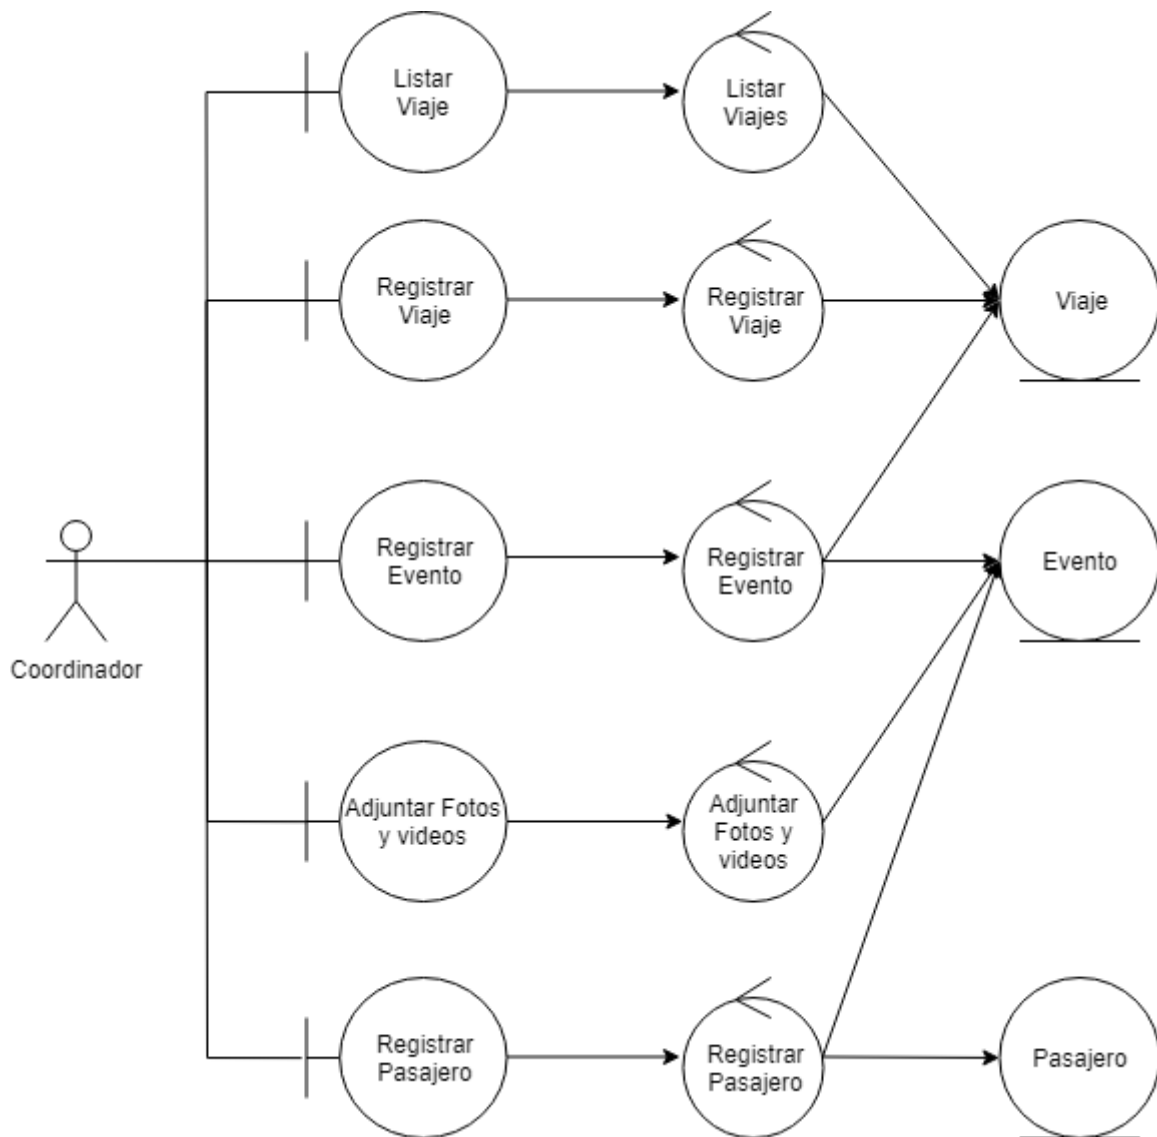 Listar
Viaje
Listar
Viajes
Registrar
Viaje
Registrar
Viaje
Viaje
Registrar
Evento
Registrar
Evento
Evento
Coordinador
Adjuntar Fotos
y videos
Adjuntar
Fotos y
videos
Registrar
Pasajero
Registrar
Pasajero
Pasajero